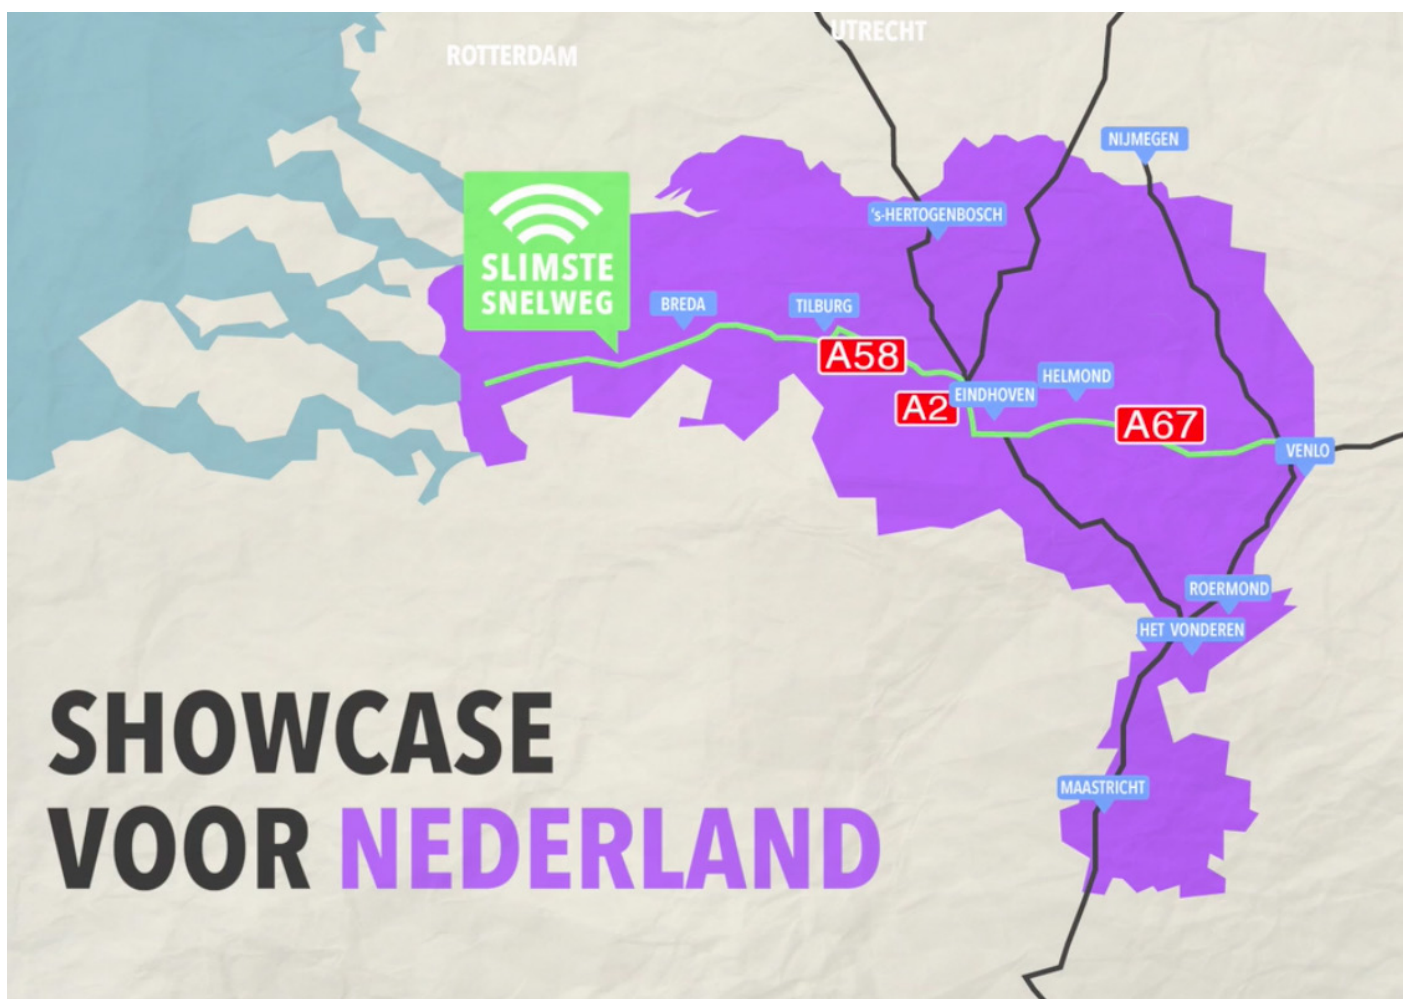 ROTTERDAM
UTRECHT
NIJMEGEN
's-HERTOGENBOSCH
SLIMSTE
SNELWEG
BREDA
TILBURG
A58
HELMOND
EINDHOVEN
A2
A67
VENLO
ROERMOND
HET VONDEREN
MAASTRICHT
SHOWCASE
VOOR NEDERLAND